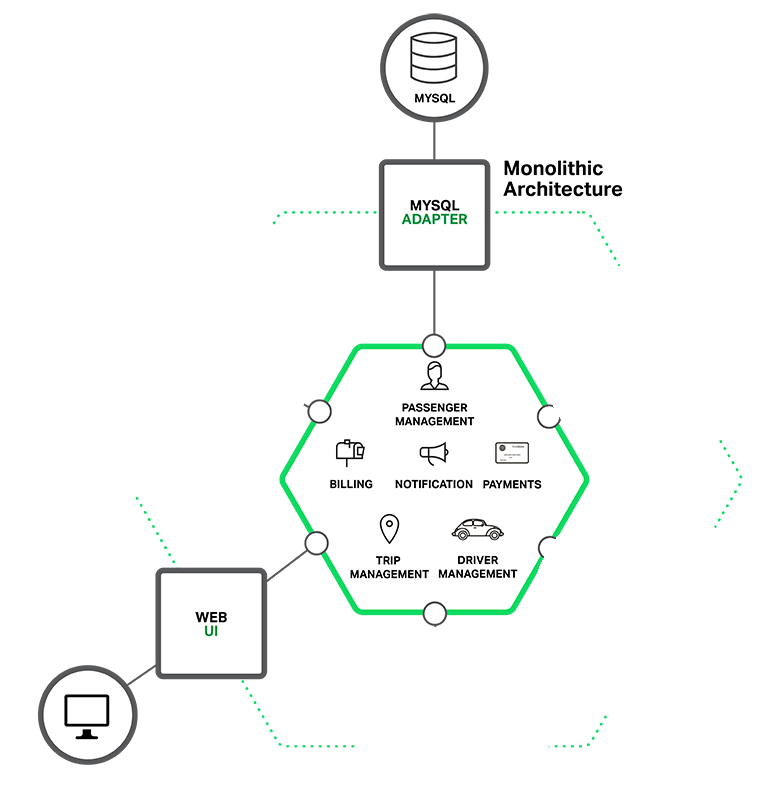 MYSQL
Monolithic
Architecture
MYSQL
ADAPTER
PASSENGER
MANAGEMENT
BILLING
NOTIFICATION
PAYMENTS
TRIP
MANAGEMENT
DRIVER
MANAGEMENT
WEB
UI